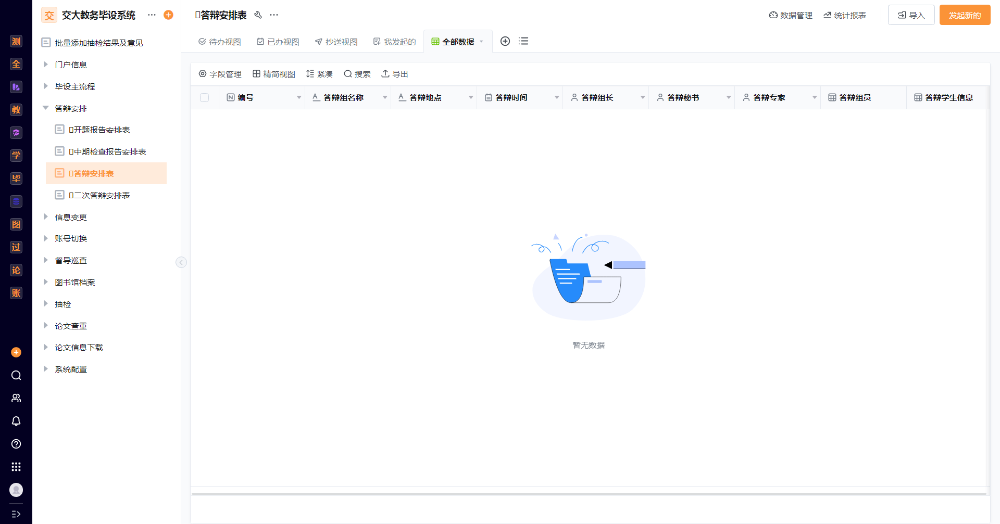 测
全
教
学
毕
图
过
论
账
交 交大教务毕设系统
批量添加抽检结果及意见
门户信息
毕设主流程
答辩安排
开题报告安排表
中期检查报告安排表
答辩安排表
二次答辩安排表
信息变更
账号切换
督导巡查
图书馆档案
抽检
论文查重
论文信息下载
系统配置
答辩安排表
数据管理 统计报表 导入 发起新的
待办视图 已办视图 抄送视图 我发起的 全部数据
字段管理 精简视图 紧凑 搜索 导出
编号 答辩组名称 答辩地点 答辩时间 答辩组长 答辩秘书 答辩专家 答辩组员 答辩学生信息
暂无数据